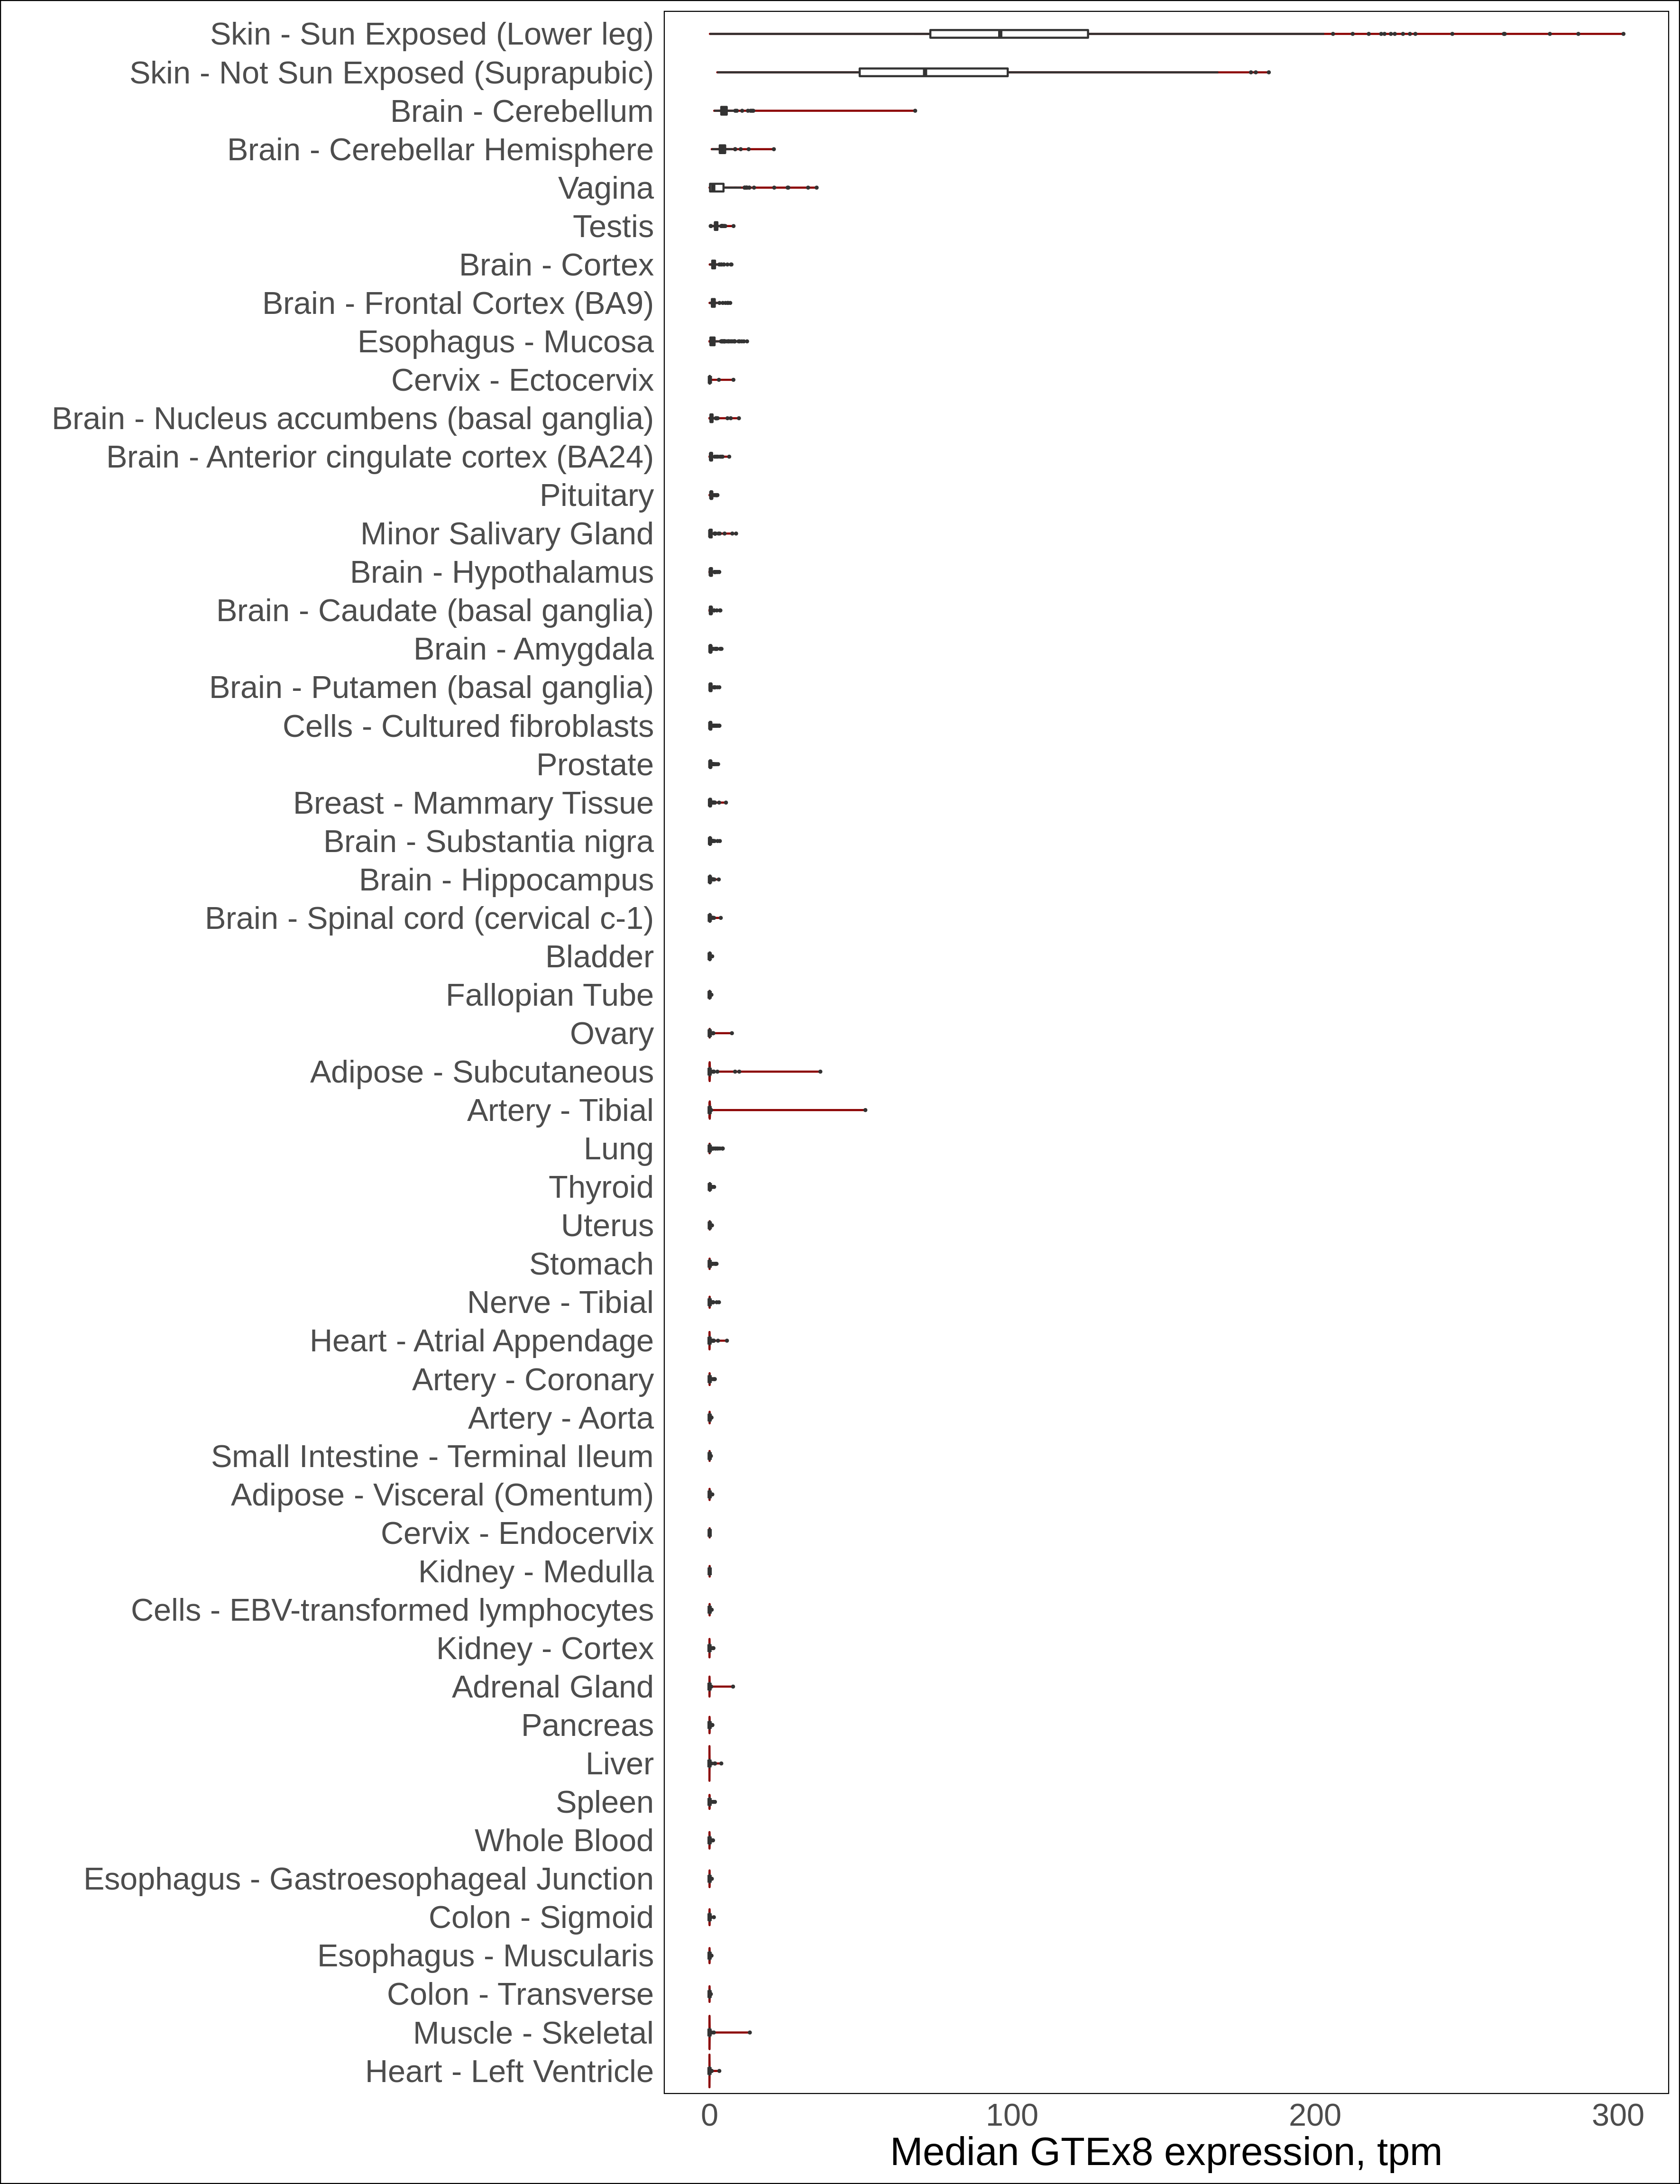 Skin - Sun Exposed (Lower leg)
Skin - Not Sun Exposed (Suprapubic)
Brain - Cerebellum
Brain - Cerebellar Hemisphere
Vagina
Testis
Brain - Cortex
Brain - Frontal Cortex (BA9)
Esophagus - Mucosa
Cervix - Ectocervix
Brain - Nucleus accumbens (basal ganglia)
Brain - Anterior cingulate cortex (BA24)
Pituitary
Minor Salivary Gland
Brain - Hypothalamus
Brain - Caudate (basal ganglia)
Brain - Amygdala
Brain - Putamen (basal ganglia)
Cells - Cultured fibroblasts
Prostate
Breast - Mammary Tissue
Brain - Substantia nigra
Brain - Hippocampus
Brain - Spinal cord (cervical c-1)
Bladder
Fallopian Tube
Ovary
Adipose - Subcutaneous
Artery - Tibial
Lung
Thyroid
Uterus
Stomach
Nerve - Tibial
Heart - Atrial Appendage
Artery - Coronary
Artery - Aorta
Small Intestine - Terminal Ileum
Adipose - Visceral (Omentum)
Cervix - Endocervix
Kidney - Medulla
Cells - EBV-transformed lymphocytes
Kidney - Cortex
Adrenal Gland
Pancreas
Liver
Spleen
Whole Blood
Esophagus - Gastroesophageal Junction
Colon - Sigmoid
Esophagus - Muscularis
Colon - Transverse
Muscle - Skeletal
Heart - Left Ventricle
0 100 200 300
Median GTEx8 expression, tpm